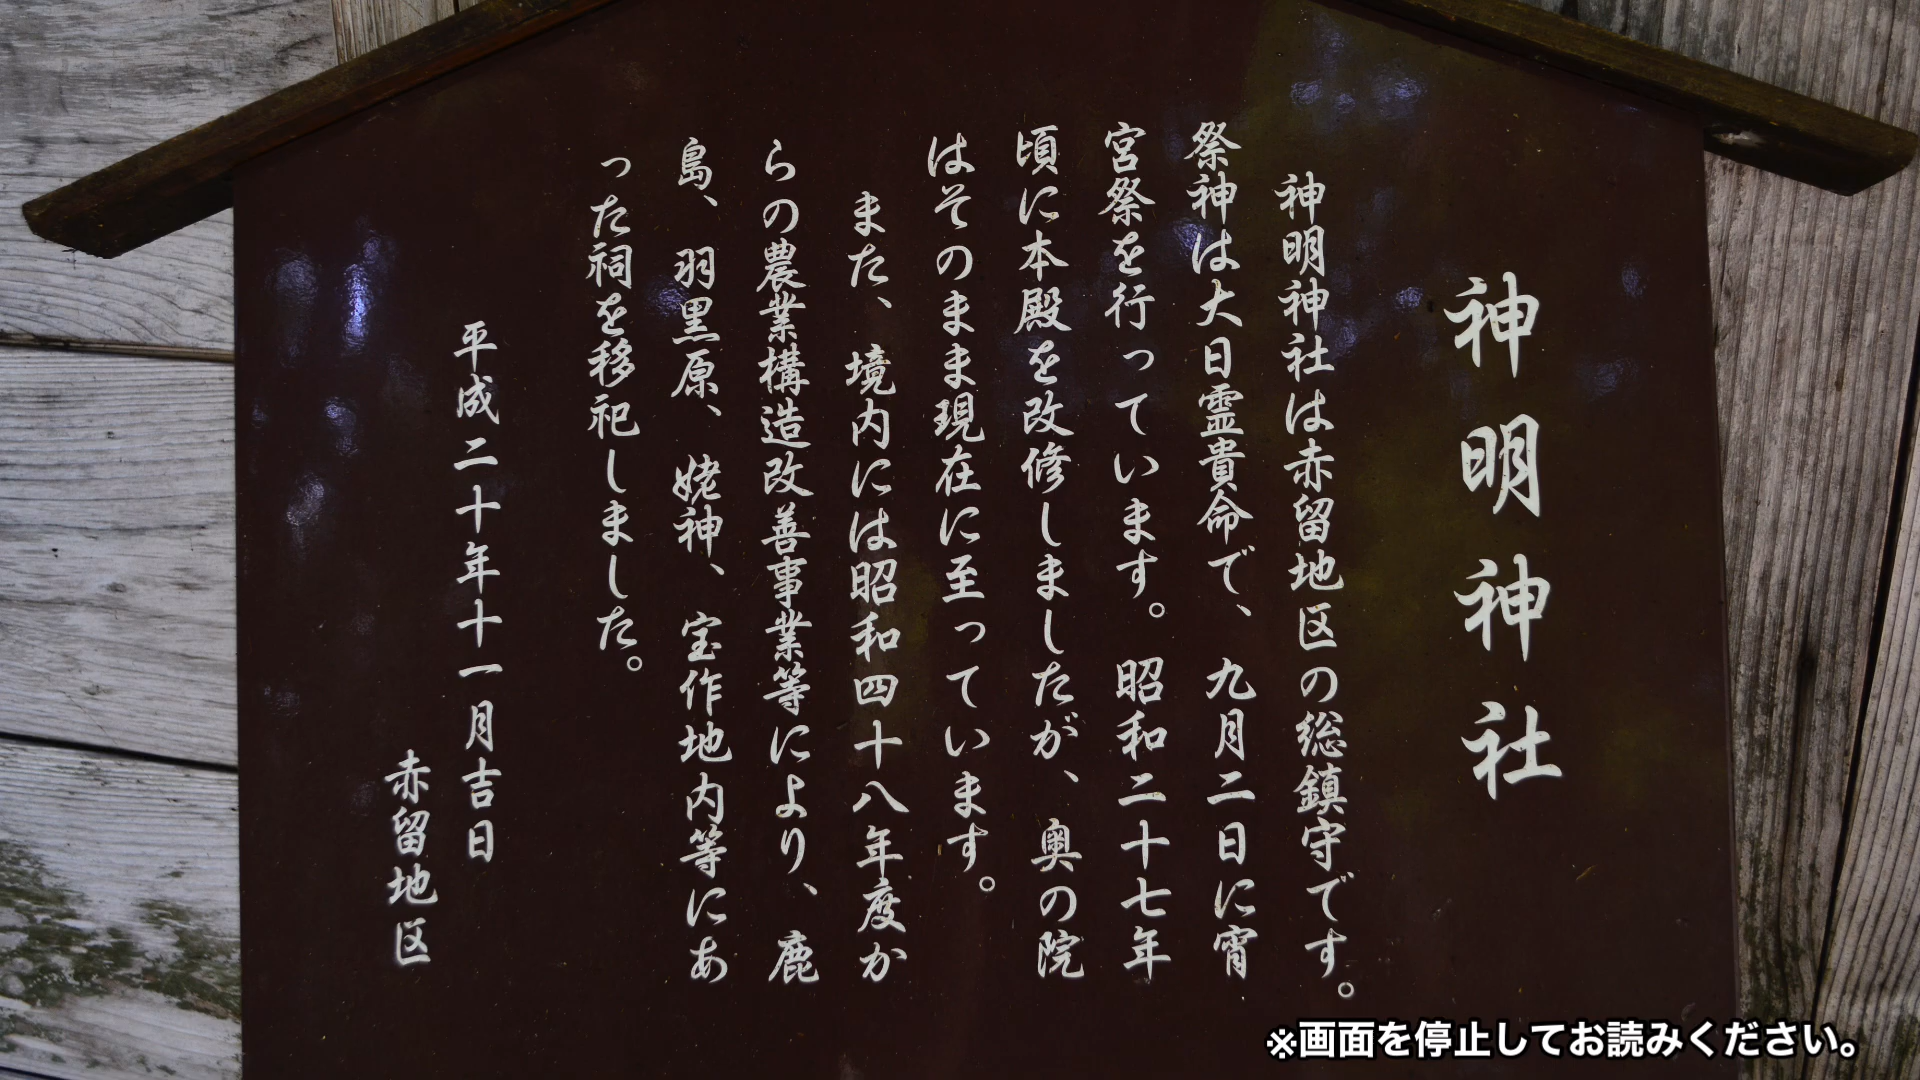 神明神社
神明神社は赤留地区の総鎮守です。
祭神は大日霊貴命で、九月二日に宵
宮祭を行っています。昭和二十七年
頃に本殿を改修しましたが、奥の院
はそのまま現在に至っています。
また、境内には昭和四十八年度か
らの農業構造改善事業等により、鹿
島、羽黒原、姥神、宝作地内等にあ
った祠を移祀しました。
平成二十年十一月吉日
赤留地区
※画面を停止してお読みください。